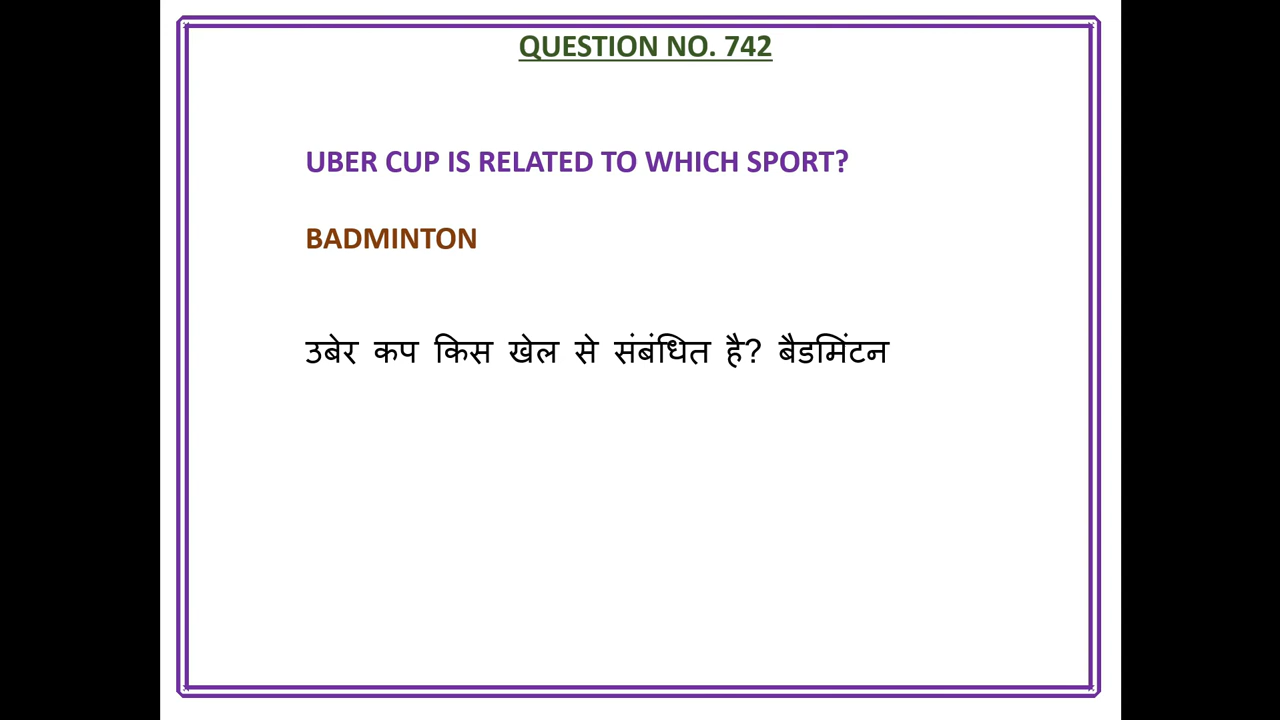 QUESTION NO. 742
UBER CUP IS RELATED TO WHICH SPORT?
BADMINTON
उबेर कप किस खेल से संबंधित है? बैडमिंटन